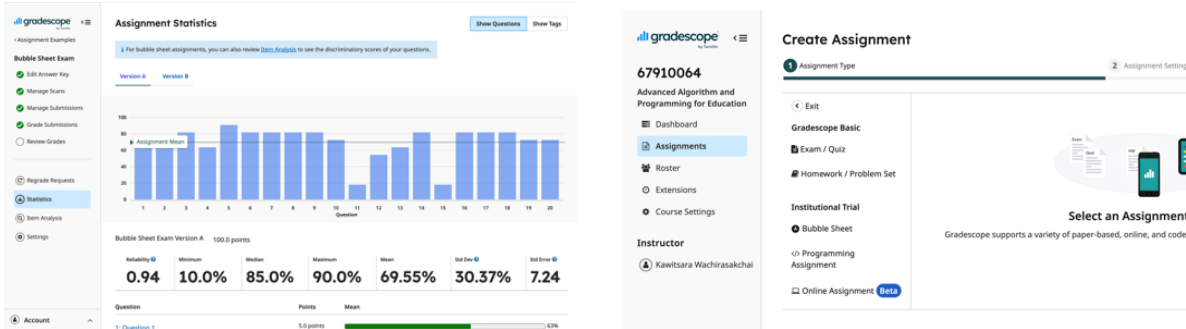 gradescope
by Turnitin
< Assignment Examples
Bubble Sheet Exam
Edit Answer Key
Manage Scans
Manage Submissions
Grade Submissions
Review Grades
Regrade Requests
Statistics
Item Analysis
Settings
Account
Assignment Statistics
Show Questions
Show Tags
For bubble sheet assignments, you can also review Item Analysis to see the discriminatory scores of your questions.
Version A
Version B
100
80
60
40
20
0
Assignment Mean
1 2 3 4 5 6 7 8 9 10 11 12 13 14 15 16 17 18 19 20
Question
Bubble Sheet Exam Version A 100.0 points
Reliability Minimum Median Maximum Mean Std Dev Std Error
0.94 10.0% 85.0% 90.0% 69.55% 30.37% 7.24
Question Points Mean
1: Question 1 5.0 points 63%
gradescope
by Turnitin
67910064
Advanced Algorithm and
Programming for Education
Dashboard
Assignments
Roster
Extensions
Course Settings
Instructor
Kawitsara Wachirasakchai
Create Assignment
1 Assignment Type
2 Assignment Setting
Exit
Gradescope Basic
Exam / Quiz
Homework / Problem Set
Institutional Trial
Bubble Sheet
</> Programming
Assignment
Online Assignment Beta
Select an Assignment
Gradescope supports a variety of paper-based, online, and code